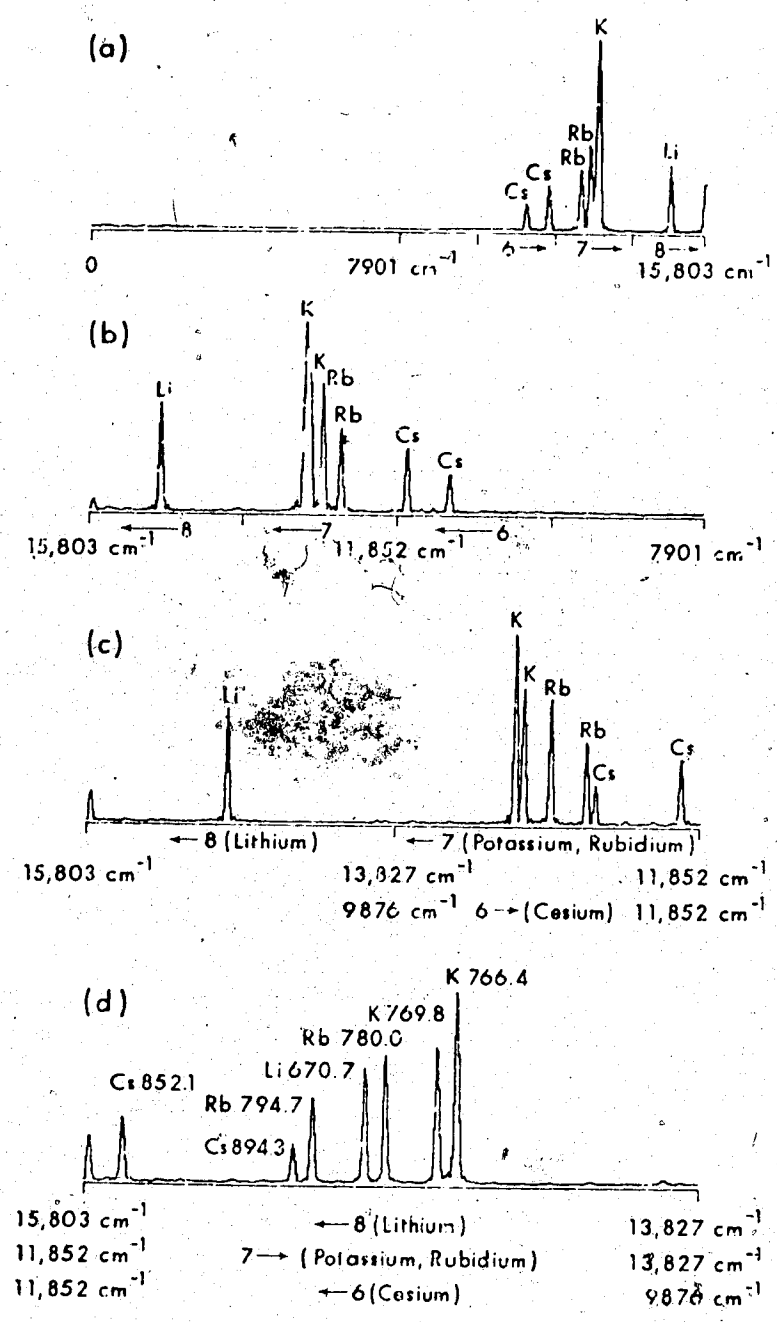 (a)
K
Rb
Rb
Li
Cs
Cs
6→ 7→ 8→
0 7901 cm⁻¹ 15,803 cm⁻¹
(b)
K
K Rb
Li
Rb
Cs
Cs
←8 ←7 ←6
15,803 cm⁻¹ 11,852 cm⁻¹ 7901 cm⁻¹
(c)
K
K
Rb
Li
Rb
Cs
Cs
←8 (Lithium) ←7 (Potassium, Rubidium)
15,803 cm⁻¹ 13,827 cm⁻¹ 11,852 cm⁻¹
9876 cm⁻¹ 6→(Cesium) 11,852 cm⁻¹
(d)
K 766.4
K 769.8
Rb 780.0
Li 670.7
Cs 852.1
Rb 794.7
Cs 894.3
15,803 cm⁻¹ ←8 (Lithium) 13,827 cm⁻¹
11,852 cm⁻¹ 7→ (Potassium, Rubidium) 13,827 cm⁻¹
11,852 cm⁻¹ ←6 (Cesium) 9876 cm⁻¹